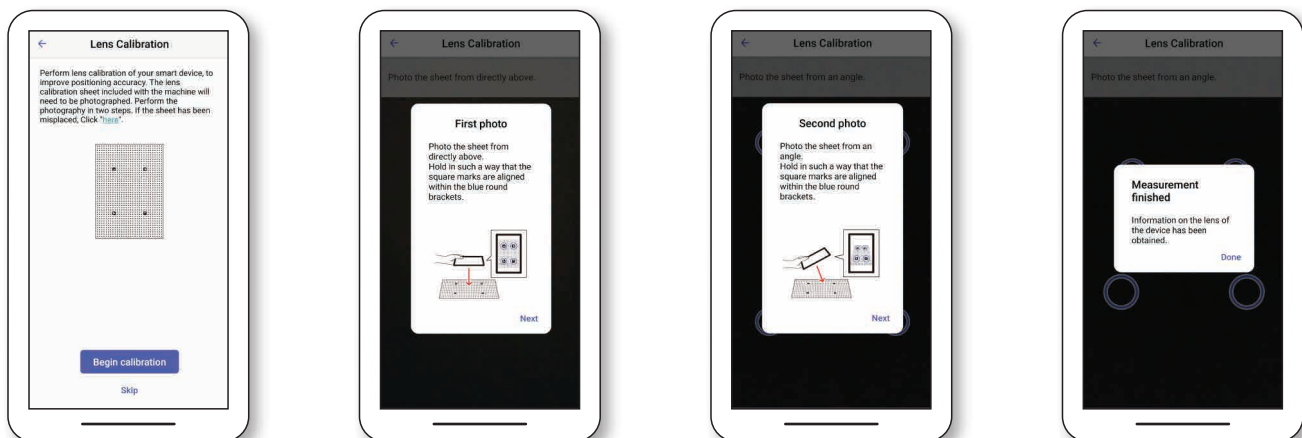 Lens Calibration
Perform lens calibration of your smart device, to
improve positioning accuracy. The lens
calibration sheet included with the machine will
need to be photographed. Perform the
photography in two steps. If the sheet has been
misplaced, Click "here".
Begin calibration
Skip
Lens Calibration
Photo the sheet from directly above.
First photo
Photo the sheet from
directly above.
Hold in such a way that the
square marks are aligned
within the blue round
brackets.
Next
Lens Calibration
Photo the sheet from an angle.
Second photo
Photo the sheet from an
angle.
Hold in such a way that the
square marks are aligned
within the blue round
brackets.
Next
Lens Calibration
Photo the sheet from an angle.
Measurement
finished
Information on the lens of
the device has been
obtained.
Done